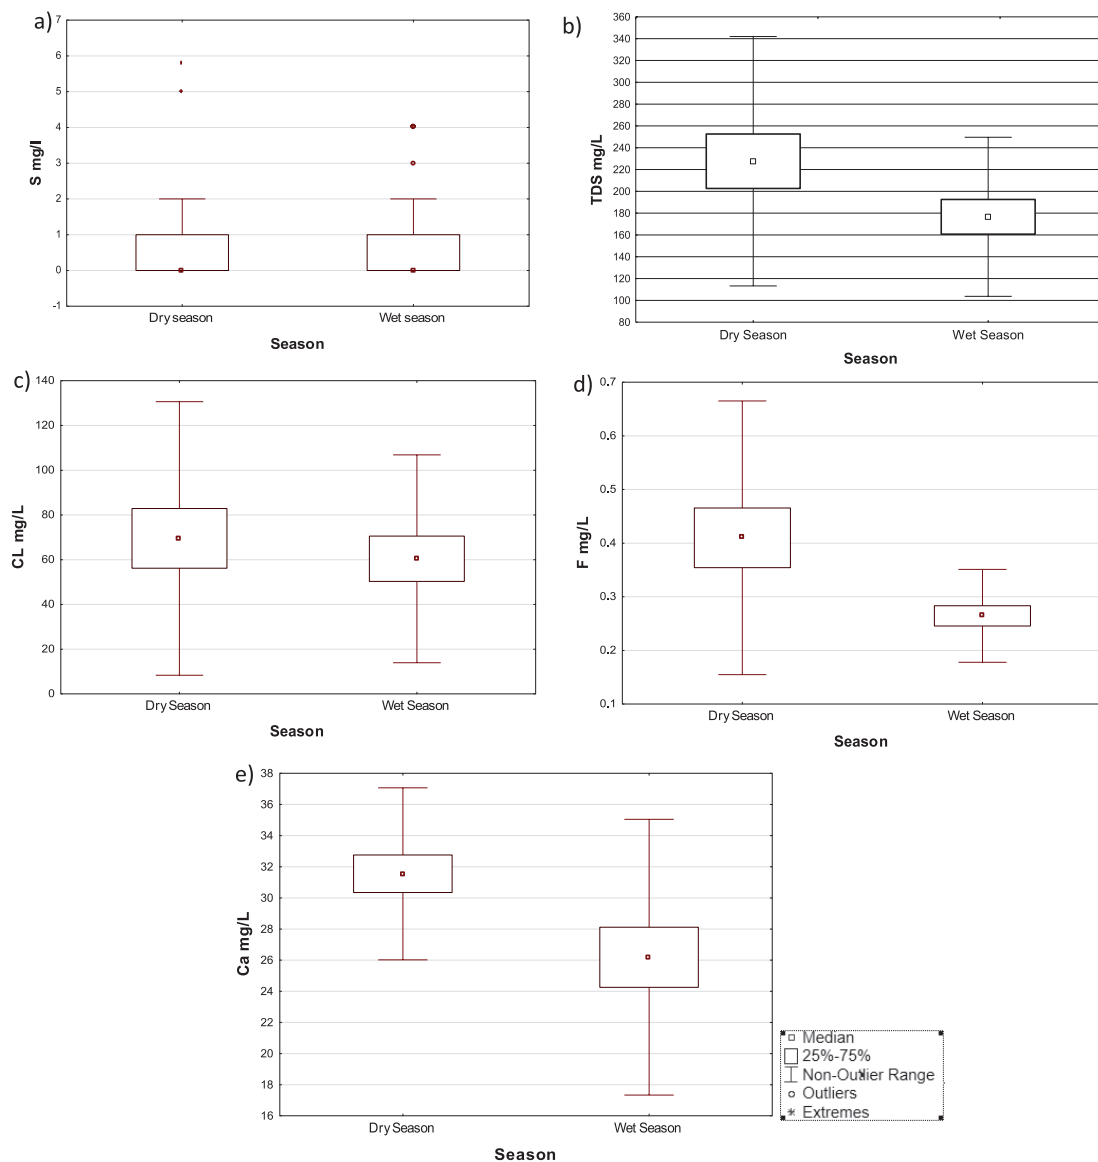 a)
7
6
5
4
3
2
1
0
-1
S mg/l
Dry season
Wet season
Season
b)
360
340
320
300
280
260
240
220
200
180
160
140
120
100
80
TDS mg/L
Dry Season
Wet Season
Season
c)
140
120
100
80
60
40
20
0
CL mg/L
Dry Season
Wet Season
Season
d)
0.7
0.6
0.5
0.4
0.3
0.2
0.1
F mg/L
Dry Season
Wet Season
Season
e)
38
36
34
32
30
28
26
24
22
20
18
16
Ca mg/L
Dry Season
Wet Season
Season
Median
25%-75%
Non-Outlier Range
Outliers
Extremes